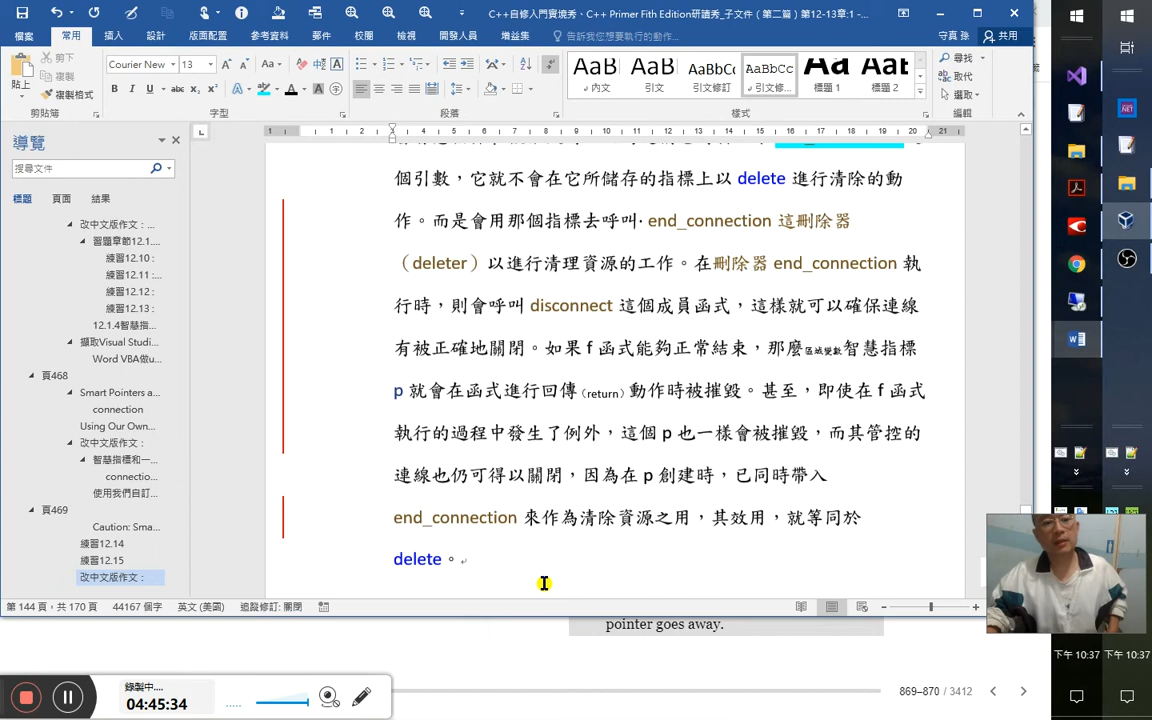 C++自修入門實境秀、C++ Primer Fifth Edition研讀秀_子文件（第二篇）第12-13章:1 -...
檔案 常用 插入 設計 版面配置 參考資料 郵件 校閱 檢視 開發人員 增益集 告訴我您想要執行的動作... 守真 孫 共用
貼上 剪下 複製 複製格式
Courier New 13
AaB AaB AaBbCc AaBbCc Aa Aat
內文 引文 引文修訂 引文修... 標題 1 標題 2
尋找 取代 選取
剪貼簿 字型 段落 樣式 編輯
導覽
搜尋文件
標題 頁面 結果
改中文版作文：...
習題章節12.1....
練習12.10 :
練習12.11 :...
練習12.12 :
練習12.13 :
12.1.4智慧指...
擷取Visual Studi...
Word VBA做u...
頁468
Smart Pointers a...
connection
Using Our Own...
改中文版作文：
智慧指標和一...
connectio...
使用我們自訂...
頁469
Caution: Sma...
練習12.14
練習12.15
改中文版作文：
個引數，它就不會在它所儲存的指標上以 delete 進行清除的動
作。而是會用那個指標去呼叫· end_connection 這刪除器
（deleter）以進行清理資源的工作。在刪除器 end_connection 執
行時，則會呼叫 disconnect 這個成員函式，這樣就可以確保連線
有被正確地關閉。如果 f 函式能夠正常結束，那麼區域變數智慧指標
p 就會在函式進行回傳（return）動作時被摧毀。甚至，即使在 f 函式
執行的過程中發生了例外，這個 p 也一樣會被摧毀，而其管控的
連線也仍可得以關閉，因為在 p 創建時，已同時帶入
end_connection 來作為清除資源之用，其效用，就等同於
delete。
第 144 頁，共 170 頁 44167 個字 英文 (美國) 追蹤修訂: 關閉
pointer goes away.
下午 10:37 下午 10:37
錄製中....
04:45:34
869–870 / 3412